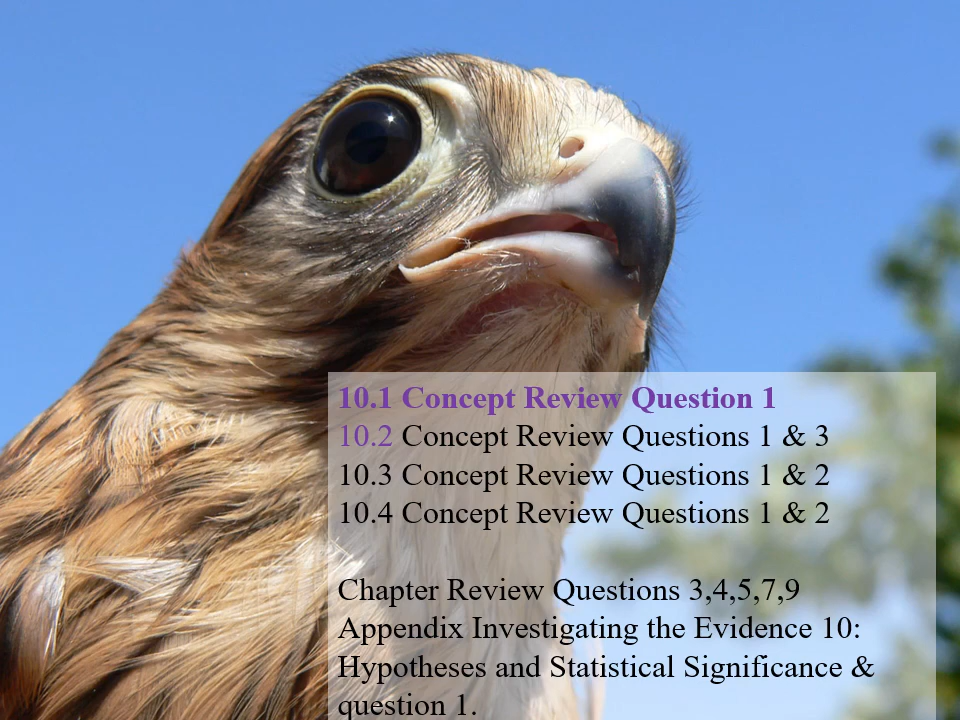 10.1 Concept Review Question 1
10.2 Concept Review Questions 1 & 3
10.3 Concept Review Questions 1 & 2
10.4 Concept Review Questions 1 & 2
Chapter Review Questions 3,4,5,7,9
Appendix Investigating the Evidence 10:
Hypotheses and Statistical Significance &
question 1.